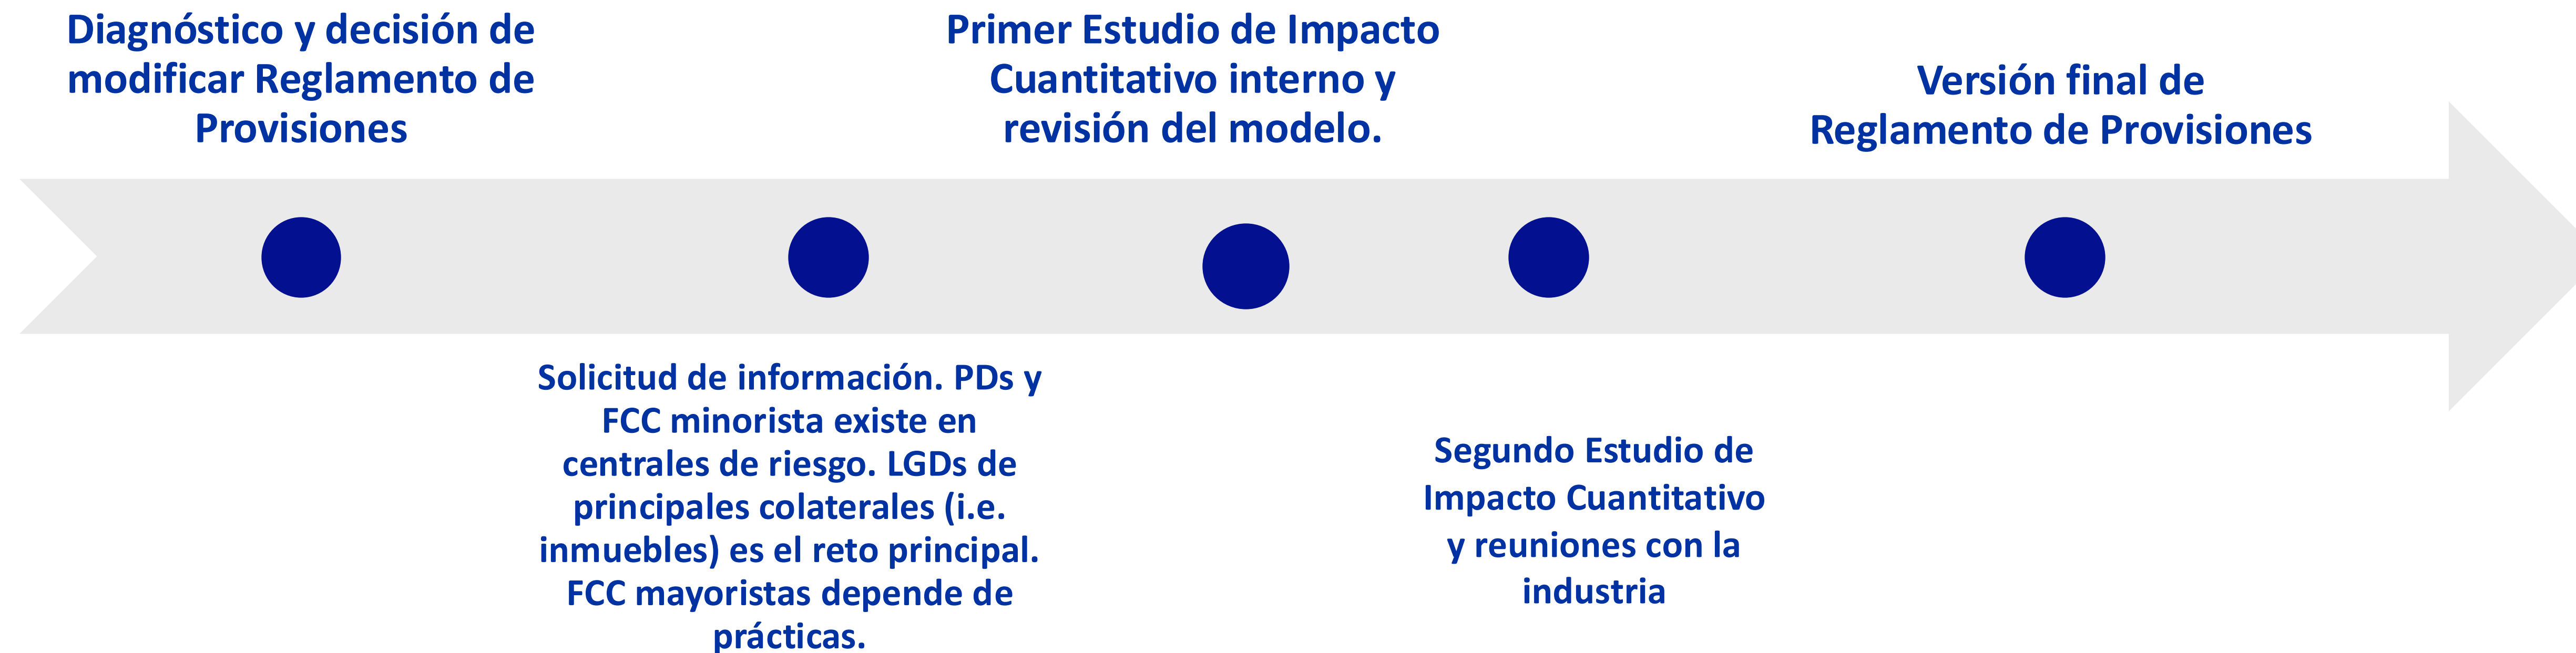 Diagnóstico y decisión de
modificar Reglamento de
Provisiones
Solicitud de información. PDs y
FCC minorista existe en
centrales de riesgo. LGDs de
principales colaterales (i.e.
inmuebles) es el reto principal.
FCC mayoristas depende de
prácticas.
Primer Estudio de Impacto
Cuantitativo interno y
revisión del modelo.
Segundo Estudio de
Impacto Cuantitativo
y reuniones con la
industria
Versión final de
Reglamento de Provisiones